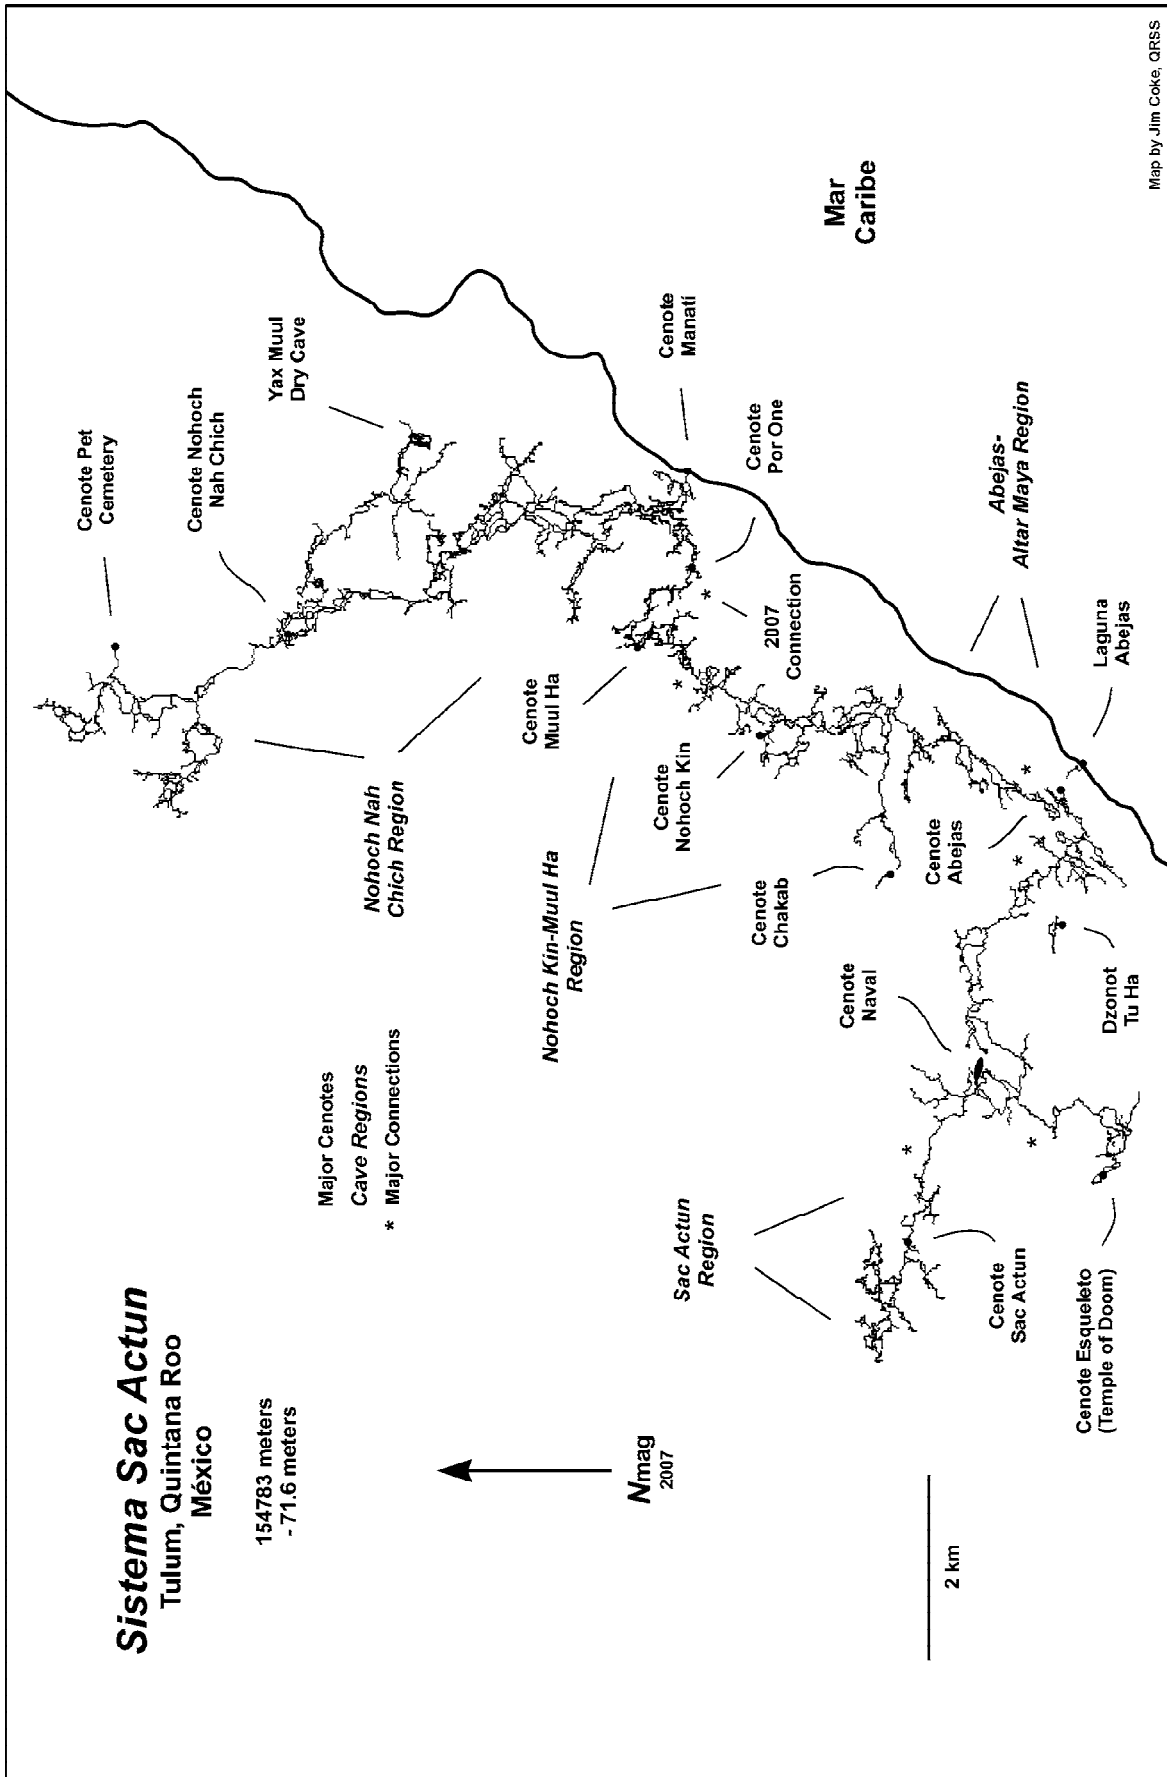 Sistema Sac Actun
Tulum, Quintana Roo
México
154783 meters
- 71.6 meters
Nmag
2007
2 km
Major Cenotes
Cave Regions
* Major Connections
Cenote Pet
Cemetery
Cenote Nohoch
Nah Chich
Yax Muul
Dry Cave
Nohoch Nah
Chich Region
Cenote
Muul Ha
Nohoch Kin-Muul Ha
Region
Cenote
Manatí
Cenote
Por One
*
2007
Connection
*
Cenote
Nohoch Kin
Cenote
Chakab
Mar
Caribe
Abejas-
Altar Maya Region
Cenote
Abejas
*
Laguna
Abejas
*
Cenote
Naval
Dzonot
Tu Ha
Sac Actun
Region
*
*
Cenote
Sac Actun
Cenote Esqueleto
(Temple of Doom)
Map by Jim Coke, QRSS